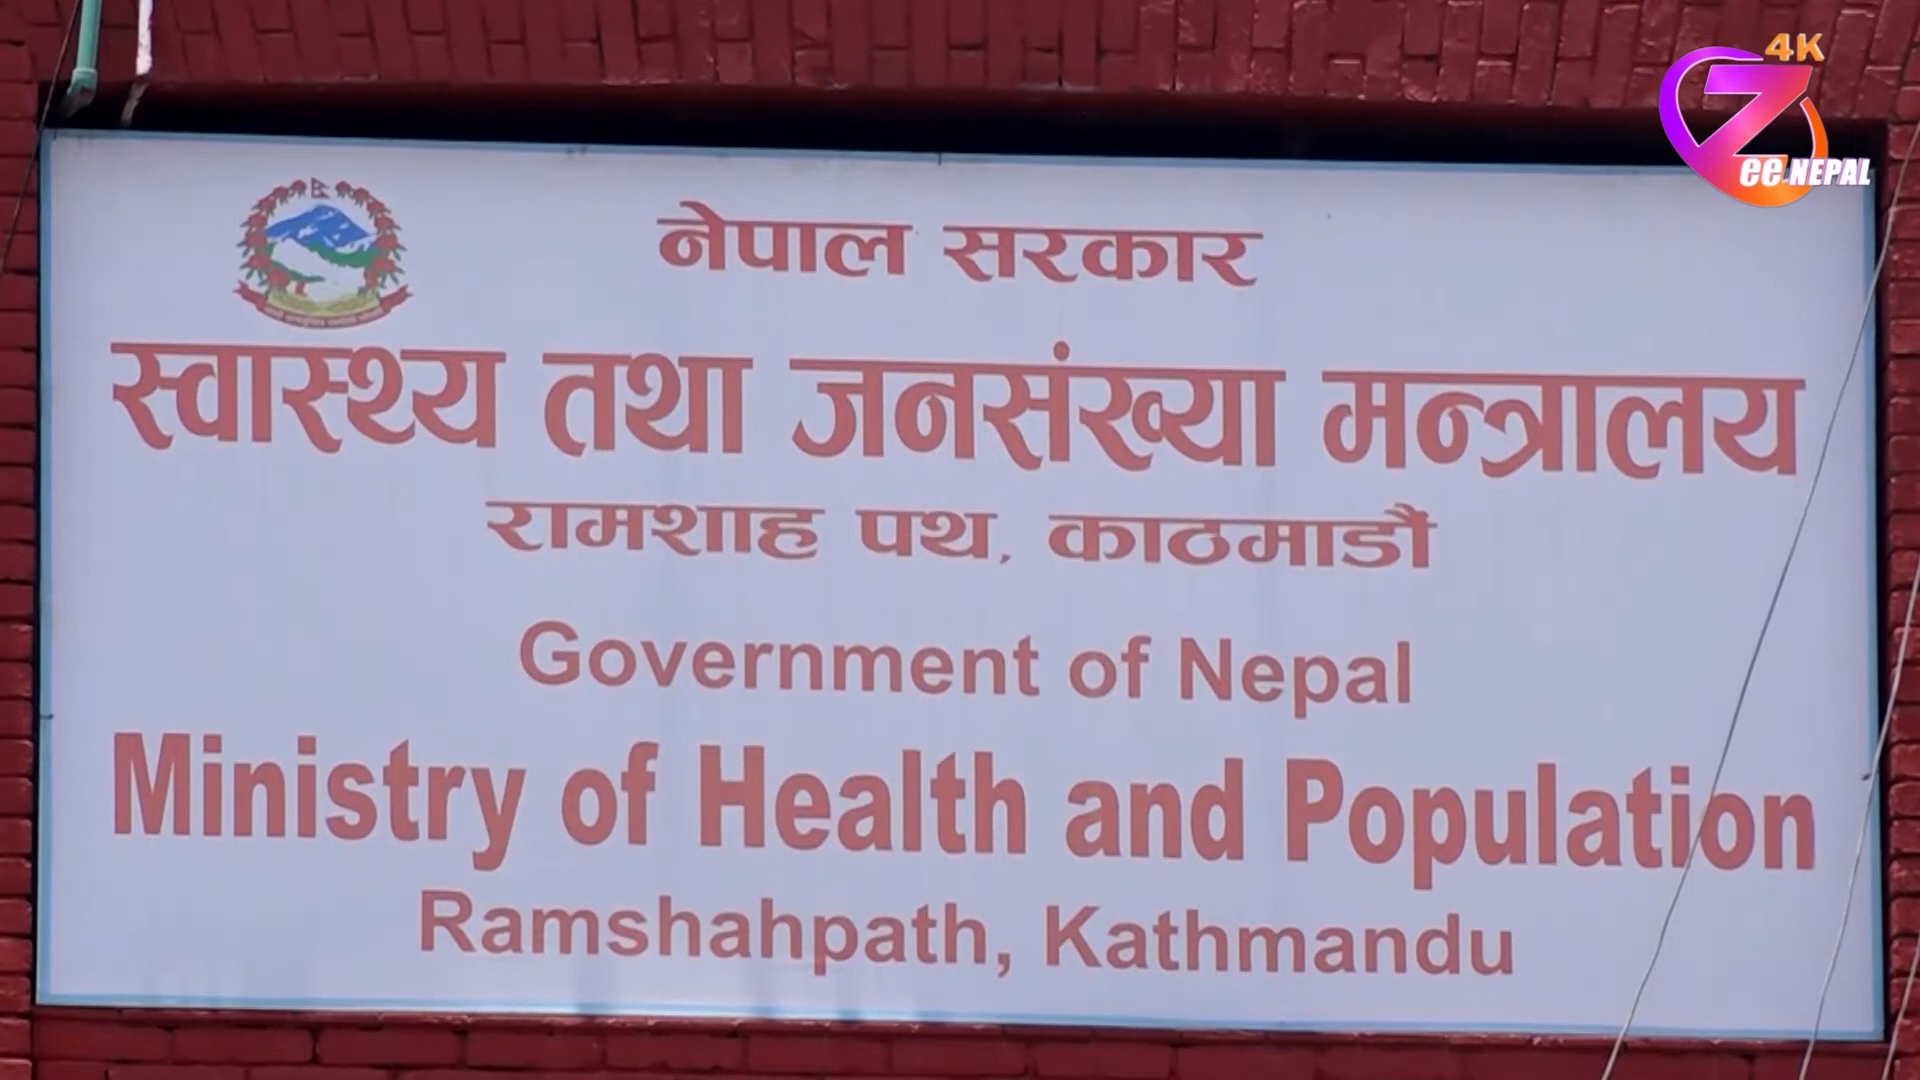 4K
Zee NEPAL
नेपाल सरकार
स्वास्थ्य तथा जनसंख्या मन्त्रालय
रामशाह पथ, काठमाडौं
Government of Nepal
Ministry of Health and Population
Ramshahpath, Kathmandu